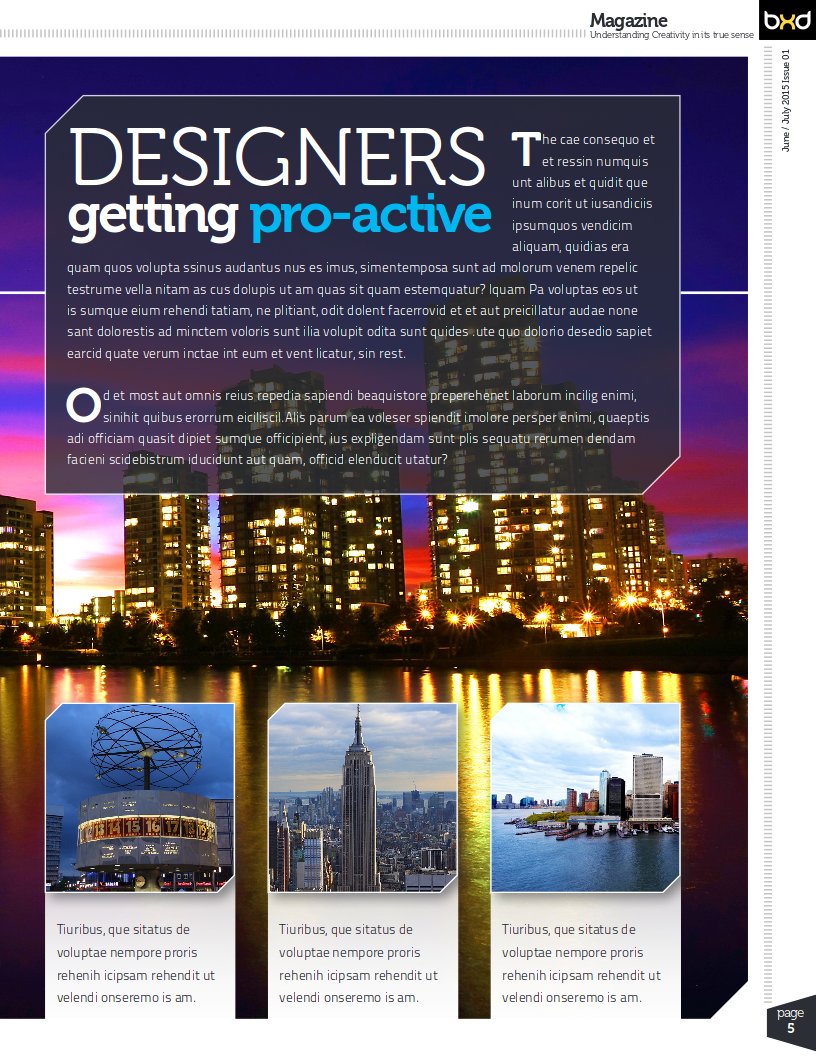 Magazine
Understanding Creativity in its true sense
bxd
June / July 2015 Issue 01
DESIGNERS
getting pro-active
The cae consequo et
et ressin numquis
unt alibus et quidit que
inum corit ut iusandiciis
ipsumquos vendicim
aliquam, quidias era
quam quos volupta ssinus audantus nus es imus, simentemposa sunt ad molorum venem repelic
testrume vella nitam as cus dolupis ut am quas sit quam estemquatur? Iquam Pa voluptas eos ut
is sumque eium rehendi tatiam, ne plitiant, odit dolent facerrovid et et aut preicillatur audae none
sant dolorestis ad minctem voloris sunt ilia volupit odita sunt quides .ute quo dolorio desedio sapiet
earcid quate verum inctae int eum et vent licatur, sin rest.
Od et most aut omnis reius repedia sapiendi beaquistore preperehenet laborum incilig enimi,
sinihit quibus erorrum eiciliscil.Alis parum ea voleser spiendit imolore persper enimi, quaeptis
adi officiam quasit dipiet sumque officipient, ius expligendam sunt plis sequatu rerumen dendam
facieni scidebistrum iducidunt aut quam, officid elenducit utatur?
13 14 15 16 17 18 19
Tiuribus, que sitatus de
voluptae nempore proris
rehenih icipsam rehendit ut
velendi onseremo is am.
Tiuribus, que sitatus de
voluptae nempore proris
rehenih icipsam rehendit ut
velendi onseremo is am.
Tiuribus, que sitatus de
voluptae nempore proris
rehenih icipsam rehendit ut
velendi onseremo is am.
page
5